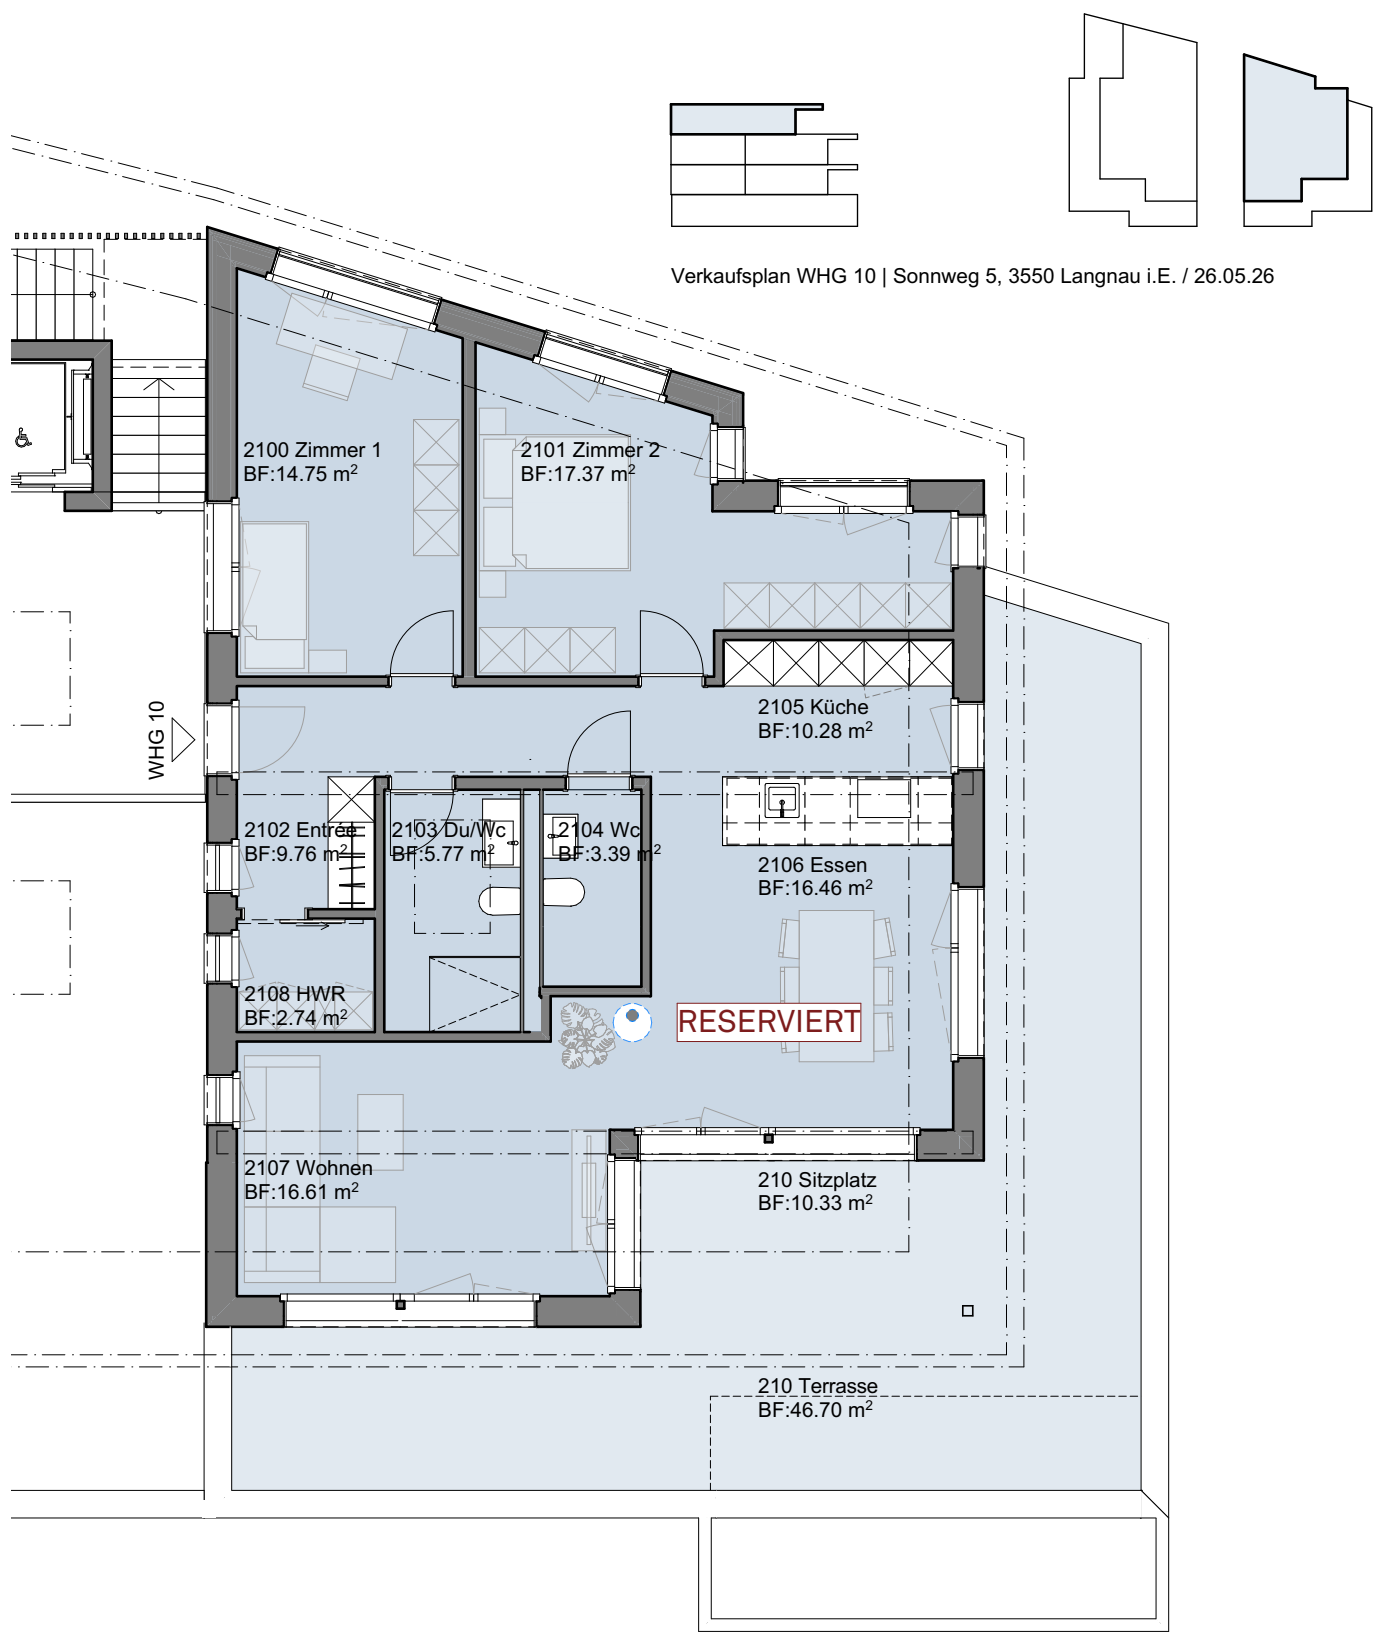 Verkaufsplan WHG 10 | Sonnweg 5, 3550 Langnau i.E. / 26.05.26
2100 Zimmer 1
BF:14.75 m²
2101 Zimmer 2
BF:17.37 m²
WHG 10
2105 Küche
BF:10.28 m²
2102 Entrée
BF:9.76 m²
2103 Du/Wc
BF:5.77 m²
2104 Wc
BF:3.39 m²
2106 Essen
BF:16.46 m²
2108 HWR
BF:2.74 m²
RESERVIERT
2107 Wohnen
BF:16.61 m²
210 Sitzplatz
BF:10.33 m²
210 Terrasse
BF:46.70 m²